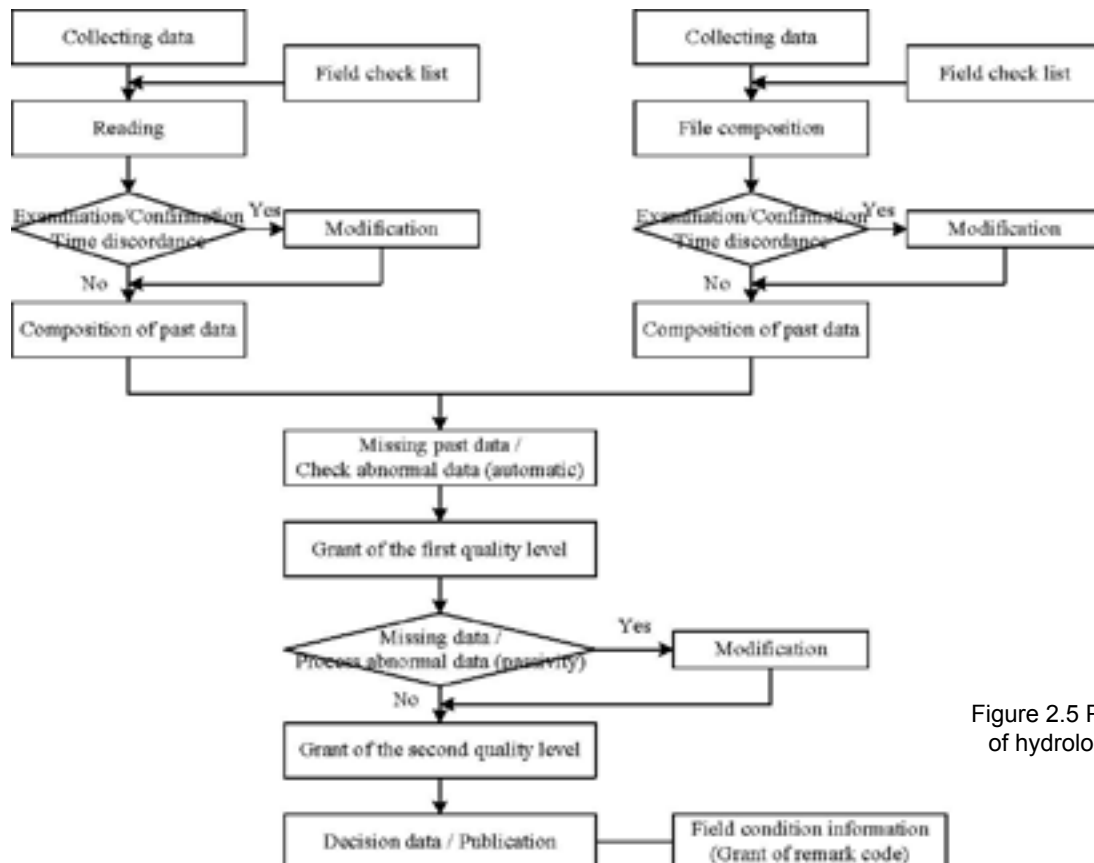 Collecting data
Field check list
Reading
Examination/Confirmation
Time discordance
Yes
Modification
No
Composition of past data
Collecting data
Field check list
File composition
Examination/Confirmation
Time discordance
Yes
Modification
No
Composition of past data
Missing past data /
Check abnormal data (automatic)
Grant of the first quality level
Missing data /
Process abnormal data (passivity)
Yes
Modification
No
Grant of the second quality level
Decision data / Publication
Field condition information
(Grant of remark code)
Figure 2.5 P
of hydrolo